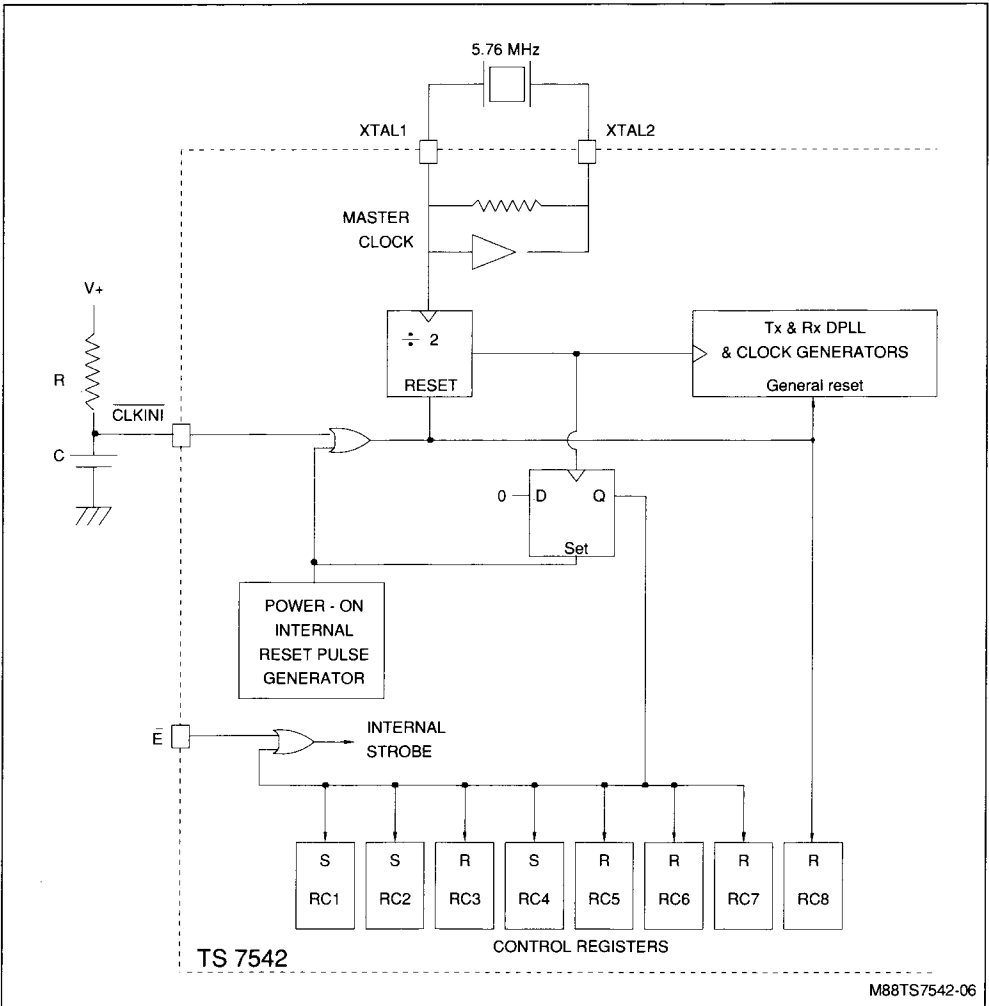 5.76 MHz
XTAL1
XTAL2
MASTER
CLOCK
V+
÷ 2
RESET
Tx & Rx DPLL
& CLOCK GENERATORS
General reset
R
CLKINI
C
0
D
Q
Set
POWER - ON
INTERNAL
RESET PULSE
GENERATOR
E
INTERNAL
STROBE
S
S
R
S
R
R
R
R
RC1
RC2
RC3
RC4
RC5
RC6
RC7
RC8
CONTROL REGISTERS
TS 7542
M88TS7542-06